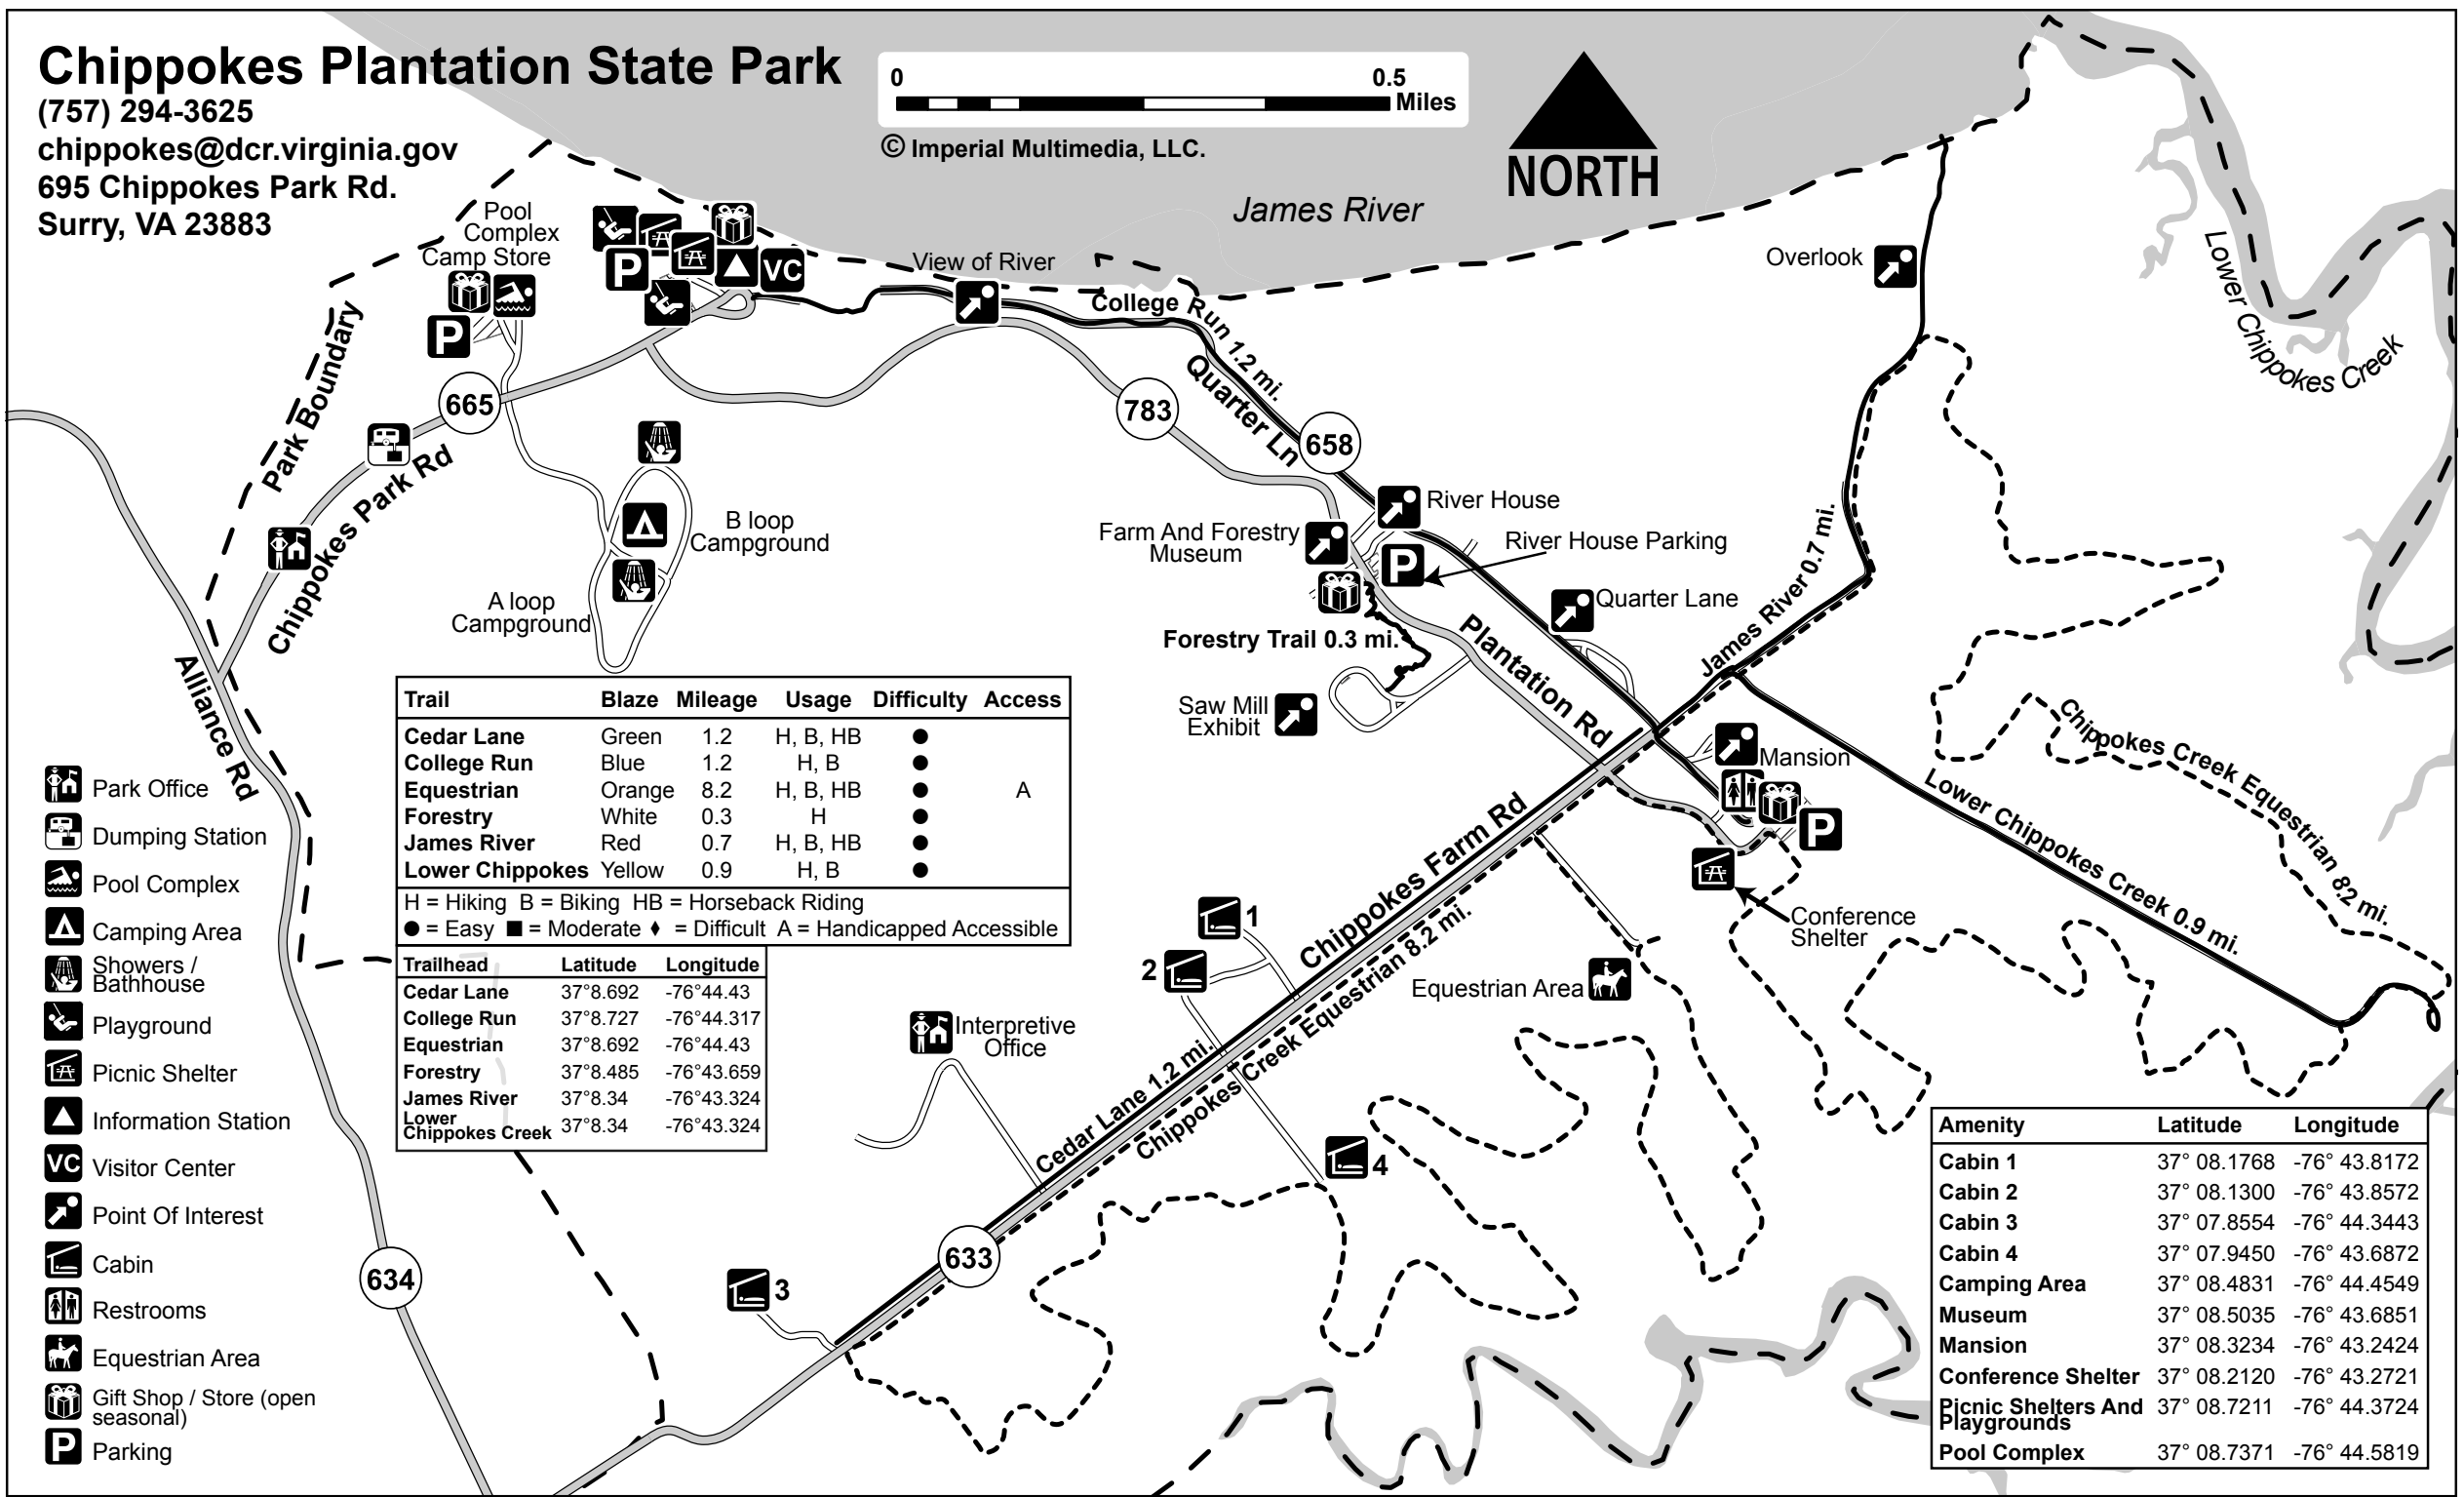 Chippokes Plantation State Park
(757) 294-3625
chippokes@dcr.virginia.gov
695 Chippokes Park Rd.
Surry, VA 23883
0 0.5
Miles
© Imperial Multimedia, LLC.
NORTH
James River
Pool
Complex
Camp Store
P
P
VC
View of River
College Run 1.2 mi.
Quarter Ln
Overlook
Lower Chippokes Creek
Park Boundary
665
783
658
Chippokes Park Rd
B loop
Campground
A loop
Campground
River House
Farm And Forestry
Museum
River House Parking
P
Quarter Lane
Forestry Trail 0.3 mi.
Plantation Rd
James River 0.7 mi.
Saw Mill
Exhibit
Mansion
P
Chippokes Creek Equestrian 82 mi.
Lower Chippokes Creek 0.9 mi.
Conference
Shelter
Alliance Rd
Chippokes Farm Rd
Chippokes Creek Equestrian 8.2 mi.
Cedar Lane 1.2 mi.
Equestrian Area
1
2
Interpretive
Office
4
633
3
634
Trail Blaze Mileage Usage Difficulty Access
Cedar Lane Green 1.2 H, B, HB ●
College Run Blue 1.2 H, B ●
Equestrian Orange 8.2 H, B, HB ● A
Forestry White 0.3 H ●
James River Red 0.7 H, B, HB ●
Lower Chippokes Yellow 0.9 H, B ●
H = Hiking B = Biking HB = Horseback Riding
● = Easy ■ = Moderate ♦ = Difficult A = Handicapped Accessible
Trailhead Latitude Longitude
Cedar Lane 37°8.692 -76°44.43
College Run 37°8.727 -76°44.317
Equestrian 37°8.692 -76°44.43
Forestry 37°8.485 -76°43.659
James River 37°8.34 -76°43.324
Lower
Chippokes Creek 37°8.34 -76°43.324
Park Office
Dumping Station
Pool Complex
Camping Area
Showers /
Bathhouse
Playground
Picnic Shelter
Information Station
VC Visitor Center
Point Of Interest
Cabin
Restrooms
Equestrian Area
Gift Shop / Store (open
seasonal)
P Parking
Amenity Latitude Longitude
Cabin 1 37° 08.1768 -76° 43.8172
Cabin 2 37° 08.1300 -76° 43.8572
Cabin 3 37° 07.8554 -76° 44.3443
Cabin 4 37° 07.9450 -76° 43.6872
Camping Area 37° 08.4831 -76° 44.4549
Museum 37° 08.5035 -76° 43.6851
Mansion 37° 08.3234 -76° 43.2424
Conference Shelter 37° 08.2120 -76° 43.2721
Picnic Shelters And
Playgrounds 37° 08.7211 -76° 44.3724
Pool Complex 37° 08.7371 -76° 44.5819